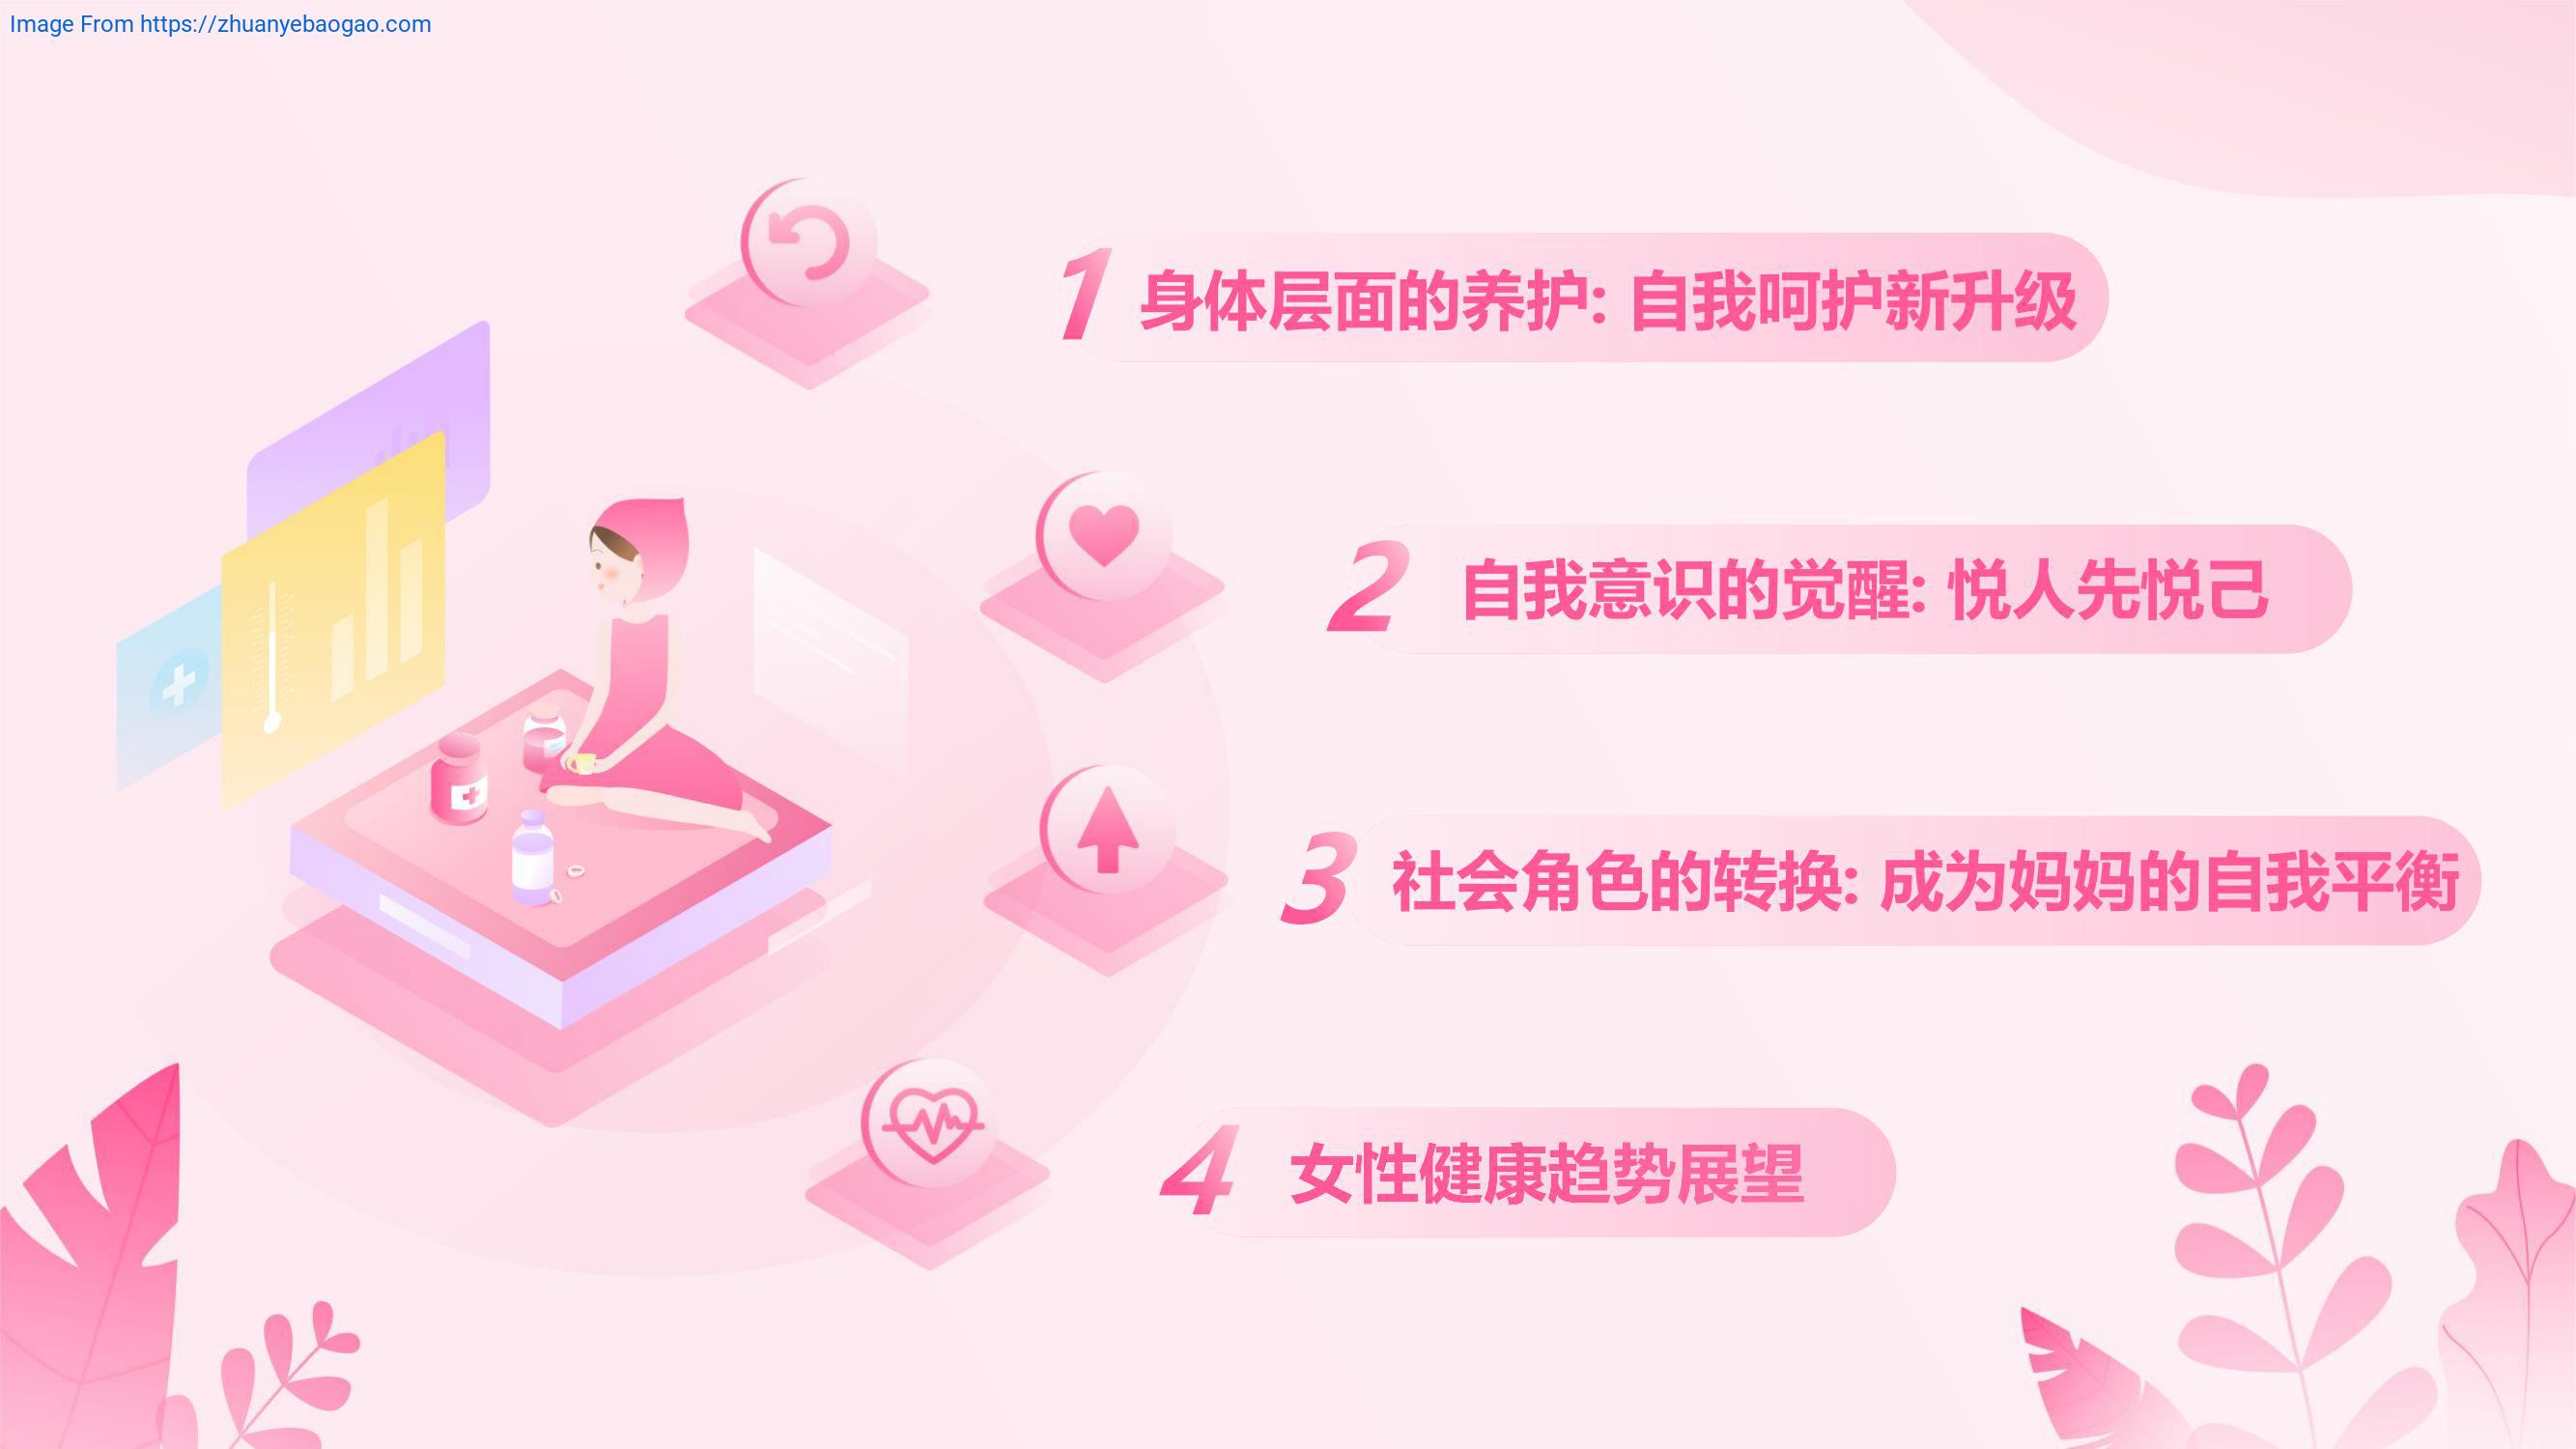 Image From https://zhuanyebaogao.com
1 身体层面的养护: 自我呵护新升级
2 自我意识的觉醒: 悦人先悦己
3 社会角色的转换: 成为妈妈的自我平衡
4 女性健康趋势展望